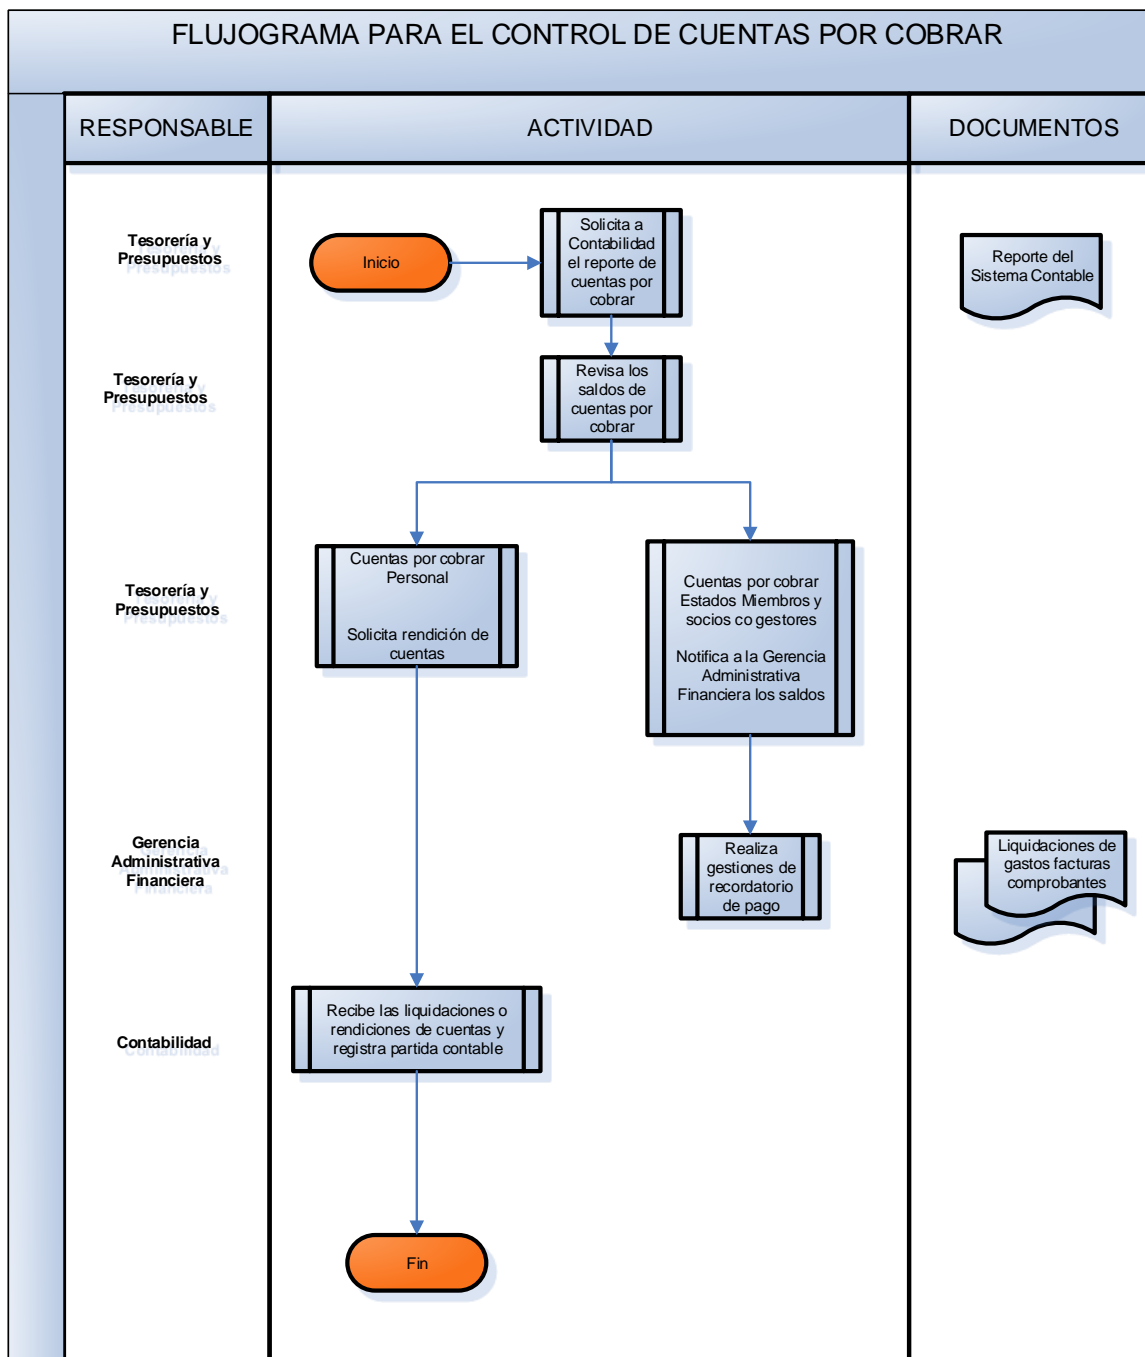 FLUJOGRAMA PARA EL CONTROL DE CUENTAS POR COBRAR
RESPONSABLE
ACTIVIDAD
DOCUMENTOS
Tesorería y
Presupuestos
Inicio
Solicita a
Contabilidad
el reporte de
cuentas por
cobrar
Reporte del
Sistema Contable
Tesorería y
Presupuestos
Revisa los
saldos de
cuentas por
cobrar
Tesorería y
Presupuestos
Cuentas por cobrar
Personal
Solicita rendición de
cuentas
Cuentas por cobrar
Estados Miembros y
socios co gestores
Notifica a la Gerencia
Administrativa
Financiera los saldos
Gerencia
Administrativa
Financiera
Realiza
gestiones de
recordatorio
de pago
Liquidaciones de
gastos facturas
comprobantes
Contabilidad
Recibe las liquidaciones o
rendiciones de cuentas y
registra partida contable
Fin